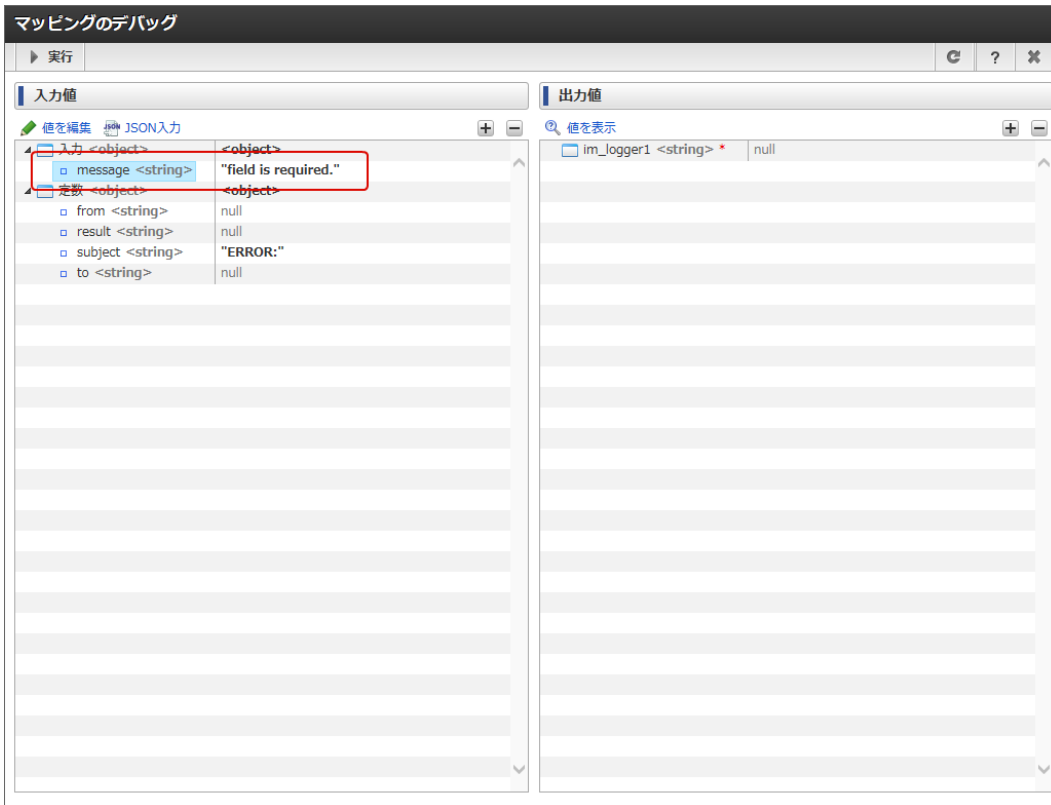 マッピングのデバッグ
実行
?
入力値
出力値
値を編集 JSON JSON入力
値を表示
入力 <object> <object>
im_logger1 <string> * null
message <string> "field is required."
定数 <object> <object>
from <string> null
result <string> null
subject <string> "ERROR:"
to <string> null